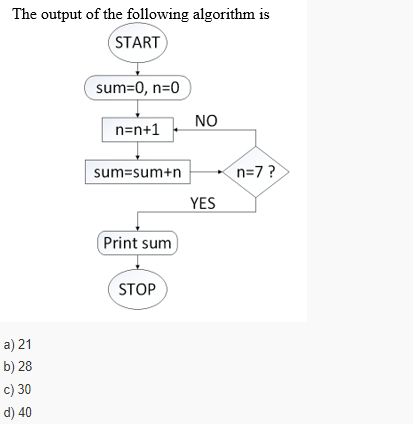 The output of the following algorithm is
START
sum=0, n=0
NO
n=n+1
sum=sum+n
n=7 ?
YES
Print sum
STOP
a) 21
b) 28
c) 30
d) 40